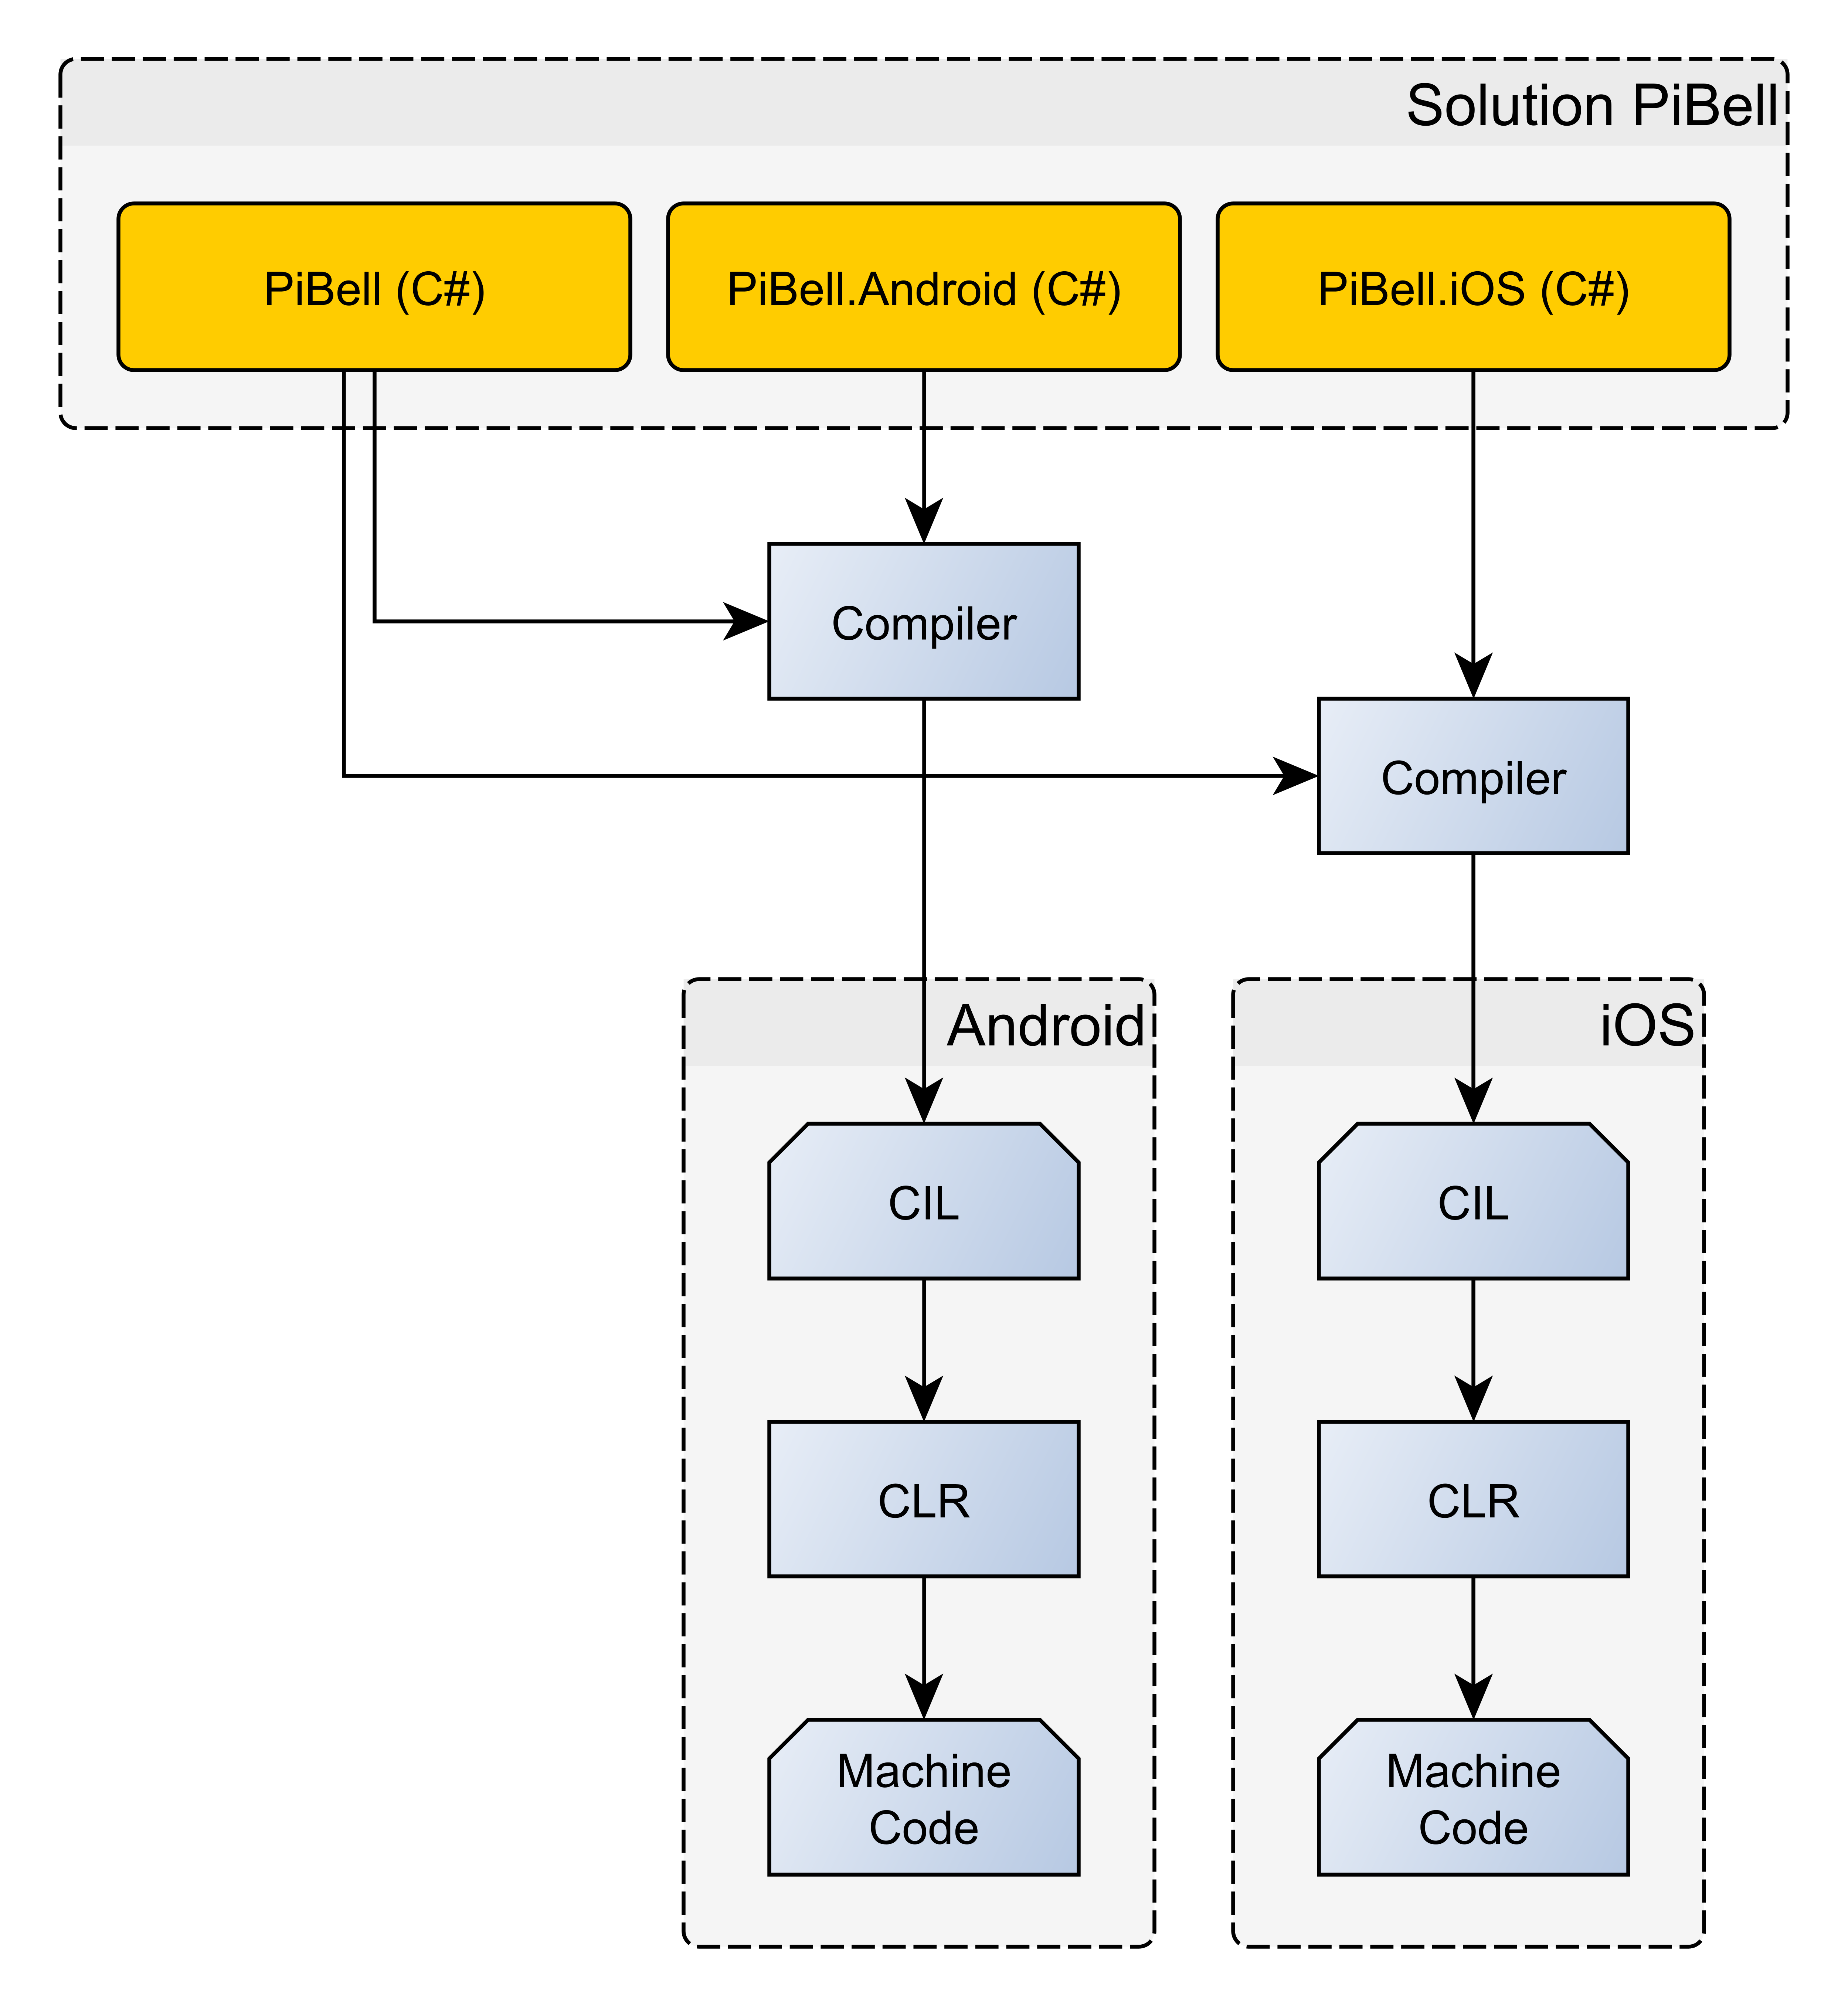 Solution PiBell
PiBell (C#)
PiBell.Android (C#)
PiBell.iOS (C#)
Compiler
Compiler
Android
iOS
CIL
CIL
CLR
CLR
Machine
Code
Machine
Code